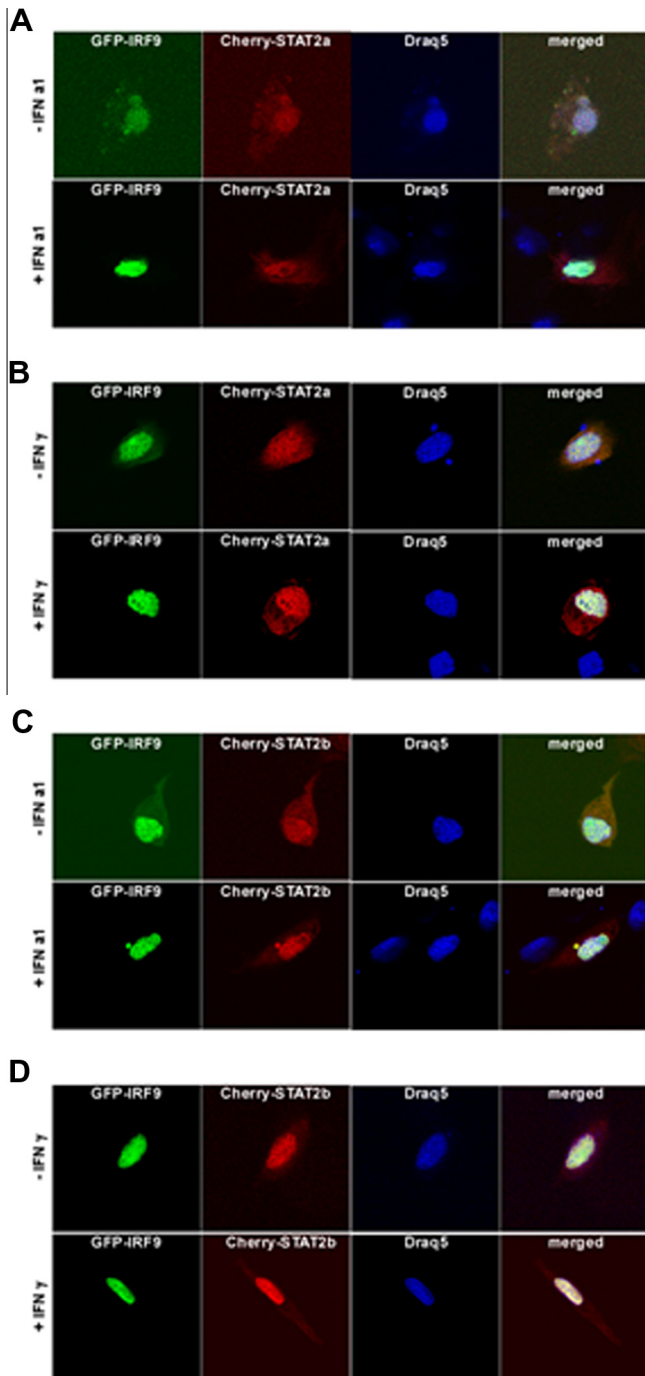 A
GFP-IRF9 Cherry-STAT2a Draq5 merged
- IFN a1
GFP-IRF9 Cherry-STAT2a Draq5 merged
+ IFN a1
B
GFP-IRF9 Cherry-STAT2a Draq5 merged
- IFN γ
GFP-IRF9 Cherry-STAT2a Draq5 merged
+ IFN γ
C
GFP-IRF9 Cherry-STAT2b Draq5 merged
- IFN a1
GFP-IRF9 Cherry-STAT2b Draq5 merged
+ IFN a1
D
GFP-IRF9 Cherry-STAT2b Draq5 merged
- IFN γ
GFP-IRF9 Cherry-STAT2b Draq5 merged
+ IFN γ